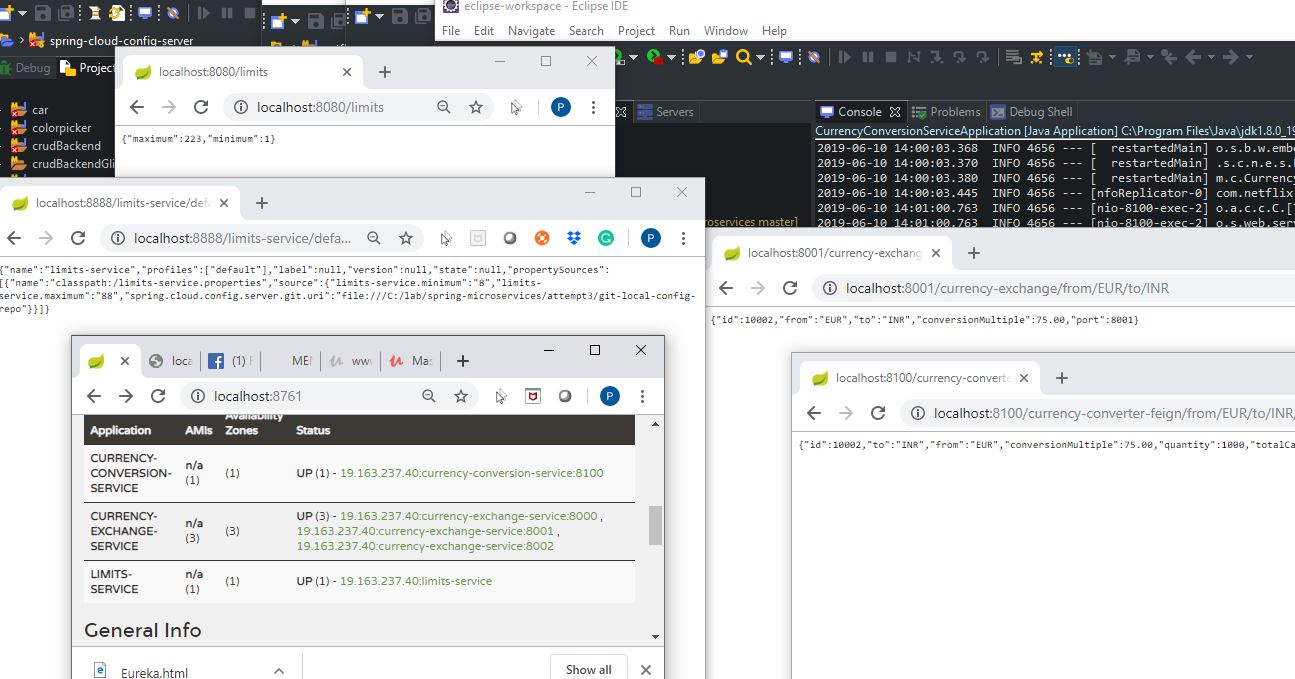 eclipse-workspace - Eclipse IDE
File Edit Navigate Search Project Run Window Help
spring-cloud-config-server
Debug
car
colorpicker
crudBackend
localhost:8080/limits
localhost:8080/limits
P
{"maximum":223,"minimum":1}
Servers
Console Problems Debug Shell
CurrencyConversionServiceApplication [Java Application] C:\Program Files\Java\jdk1.8.0_19
2019-06-10 14:00:03.368 INFO 4656 --- [ restartedMain] o.s.b.w.emb
2019-06-10 14:00:03.370 INFO 4656 --- [ restartedMain] .s.c.n.e.s.
2019-06-10 14:00:03.380 INFO 4656 --- [ restartedMain] m.c.Currency
2019-06-10 14:00:03.445 INFO 4656 --- [nfoReplicator-0] com.netflix
2019-06-10 14:01:00.763 INFO 4656 --- [nio-8100-exec-2] o.a.c.c.C.[
2019-06-10 14:01:00.763 INFO 4656 --- [nio-8100-exec-2]
master]
localhost:8888/limits-service/defa
localhost:8888/limits-service/defa...
P
{"name":"limits-service","profiles":["default"],"label":null,"version":null,"state":null,"propertySources":
[{"name":"classpath:/limits-service.properties","source":{"limits-service.minimum":"8","limits-
service.maximum":"88","spring.cloud.config.server.git.uri":"file:///C:/lab/spring-microservices/attempt3/git-local-config-
repo"}}]}
localhost:8001/currency-exchang
localhost:8001/currency-exchange/from/EUR/to/INR
{"id":10002,"from":"EUR","to":"INR","conversionMultiple":75.00,"port":8001}
localhost:8100/currency-converte
localhost:8100/currency-converter-feign/from/EUR/to/INR/
{"id":10002,"to":"INR","from":"EUR","conversionMultiple":75.00,"quantity":1000,"totalCa
loca (1) MEI www Mas
localhost:8761
P
Availability
Application AMIs Zones Status
CURRENCY-
CONVERSION-
SERVICE
n/a
(1)
(1)
UP (1) - 19.163.237.40:currency-conversion-service:8100
CURRENCY-
EXCHANGE-
SERVICE
n/a
(3)
(3)
UP (3) - 19.163.237.40:currency-exchange-service:8000 ,
19.163.237.40:currency-exchange-service:8001 ,
19.163.237.40:currency-exchange-service:8002
LIMITS-
SERVICE
n/a
(1)
(1)
UP (1) - 19.163.237.40:limits-service
General Info
Eureka.html
Show all